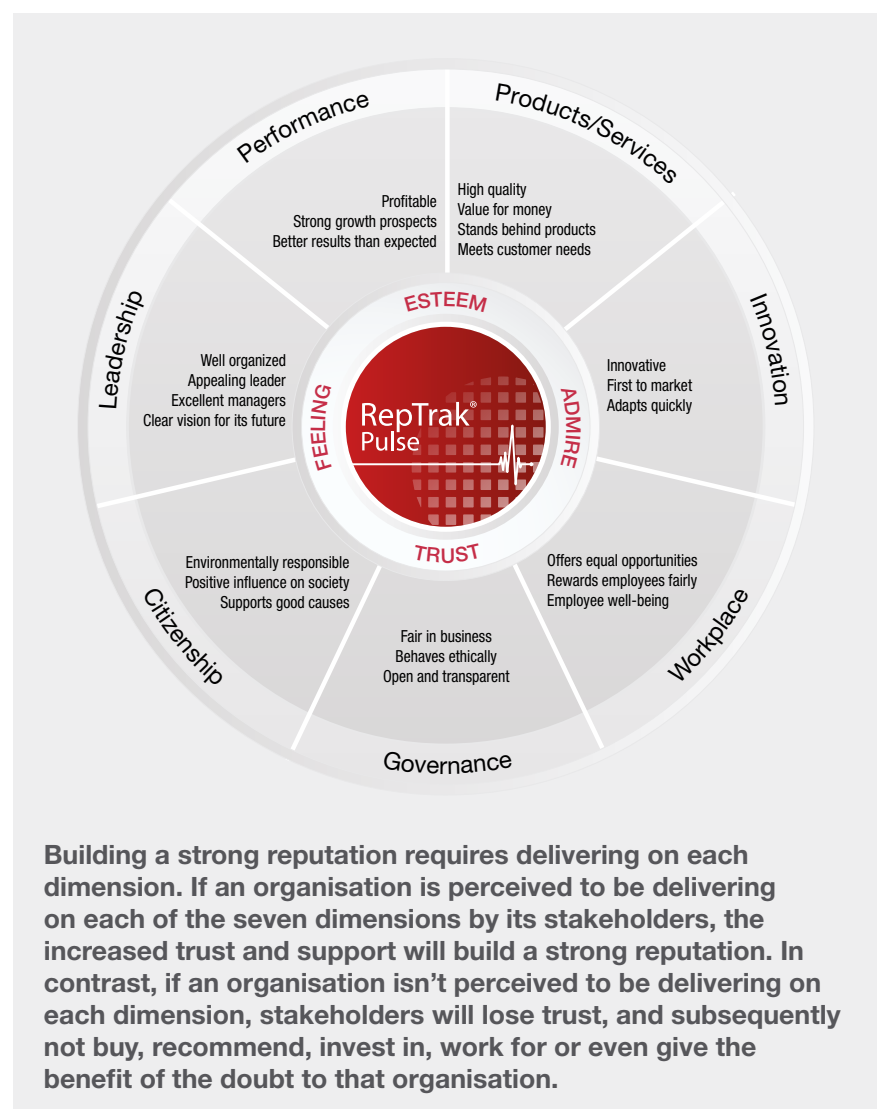 Performance
Products/Services
Profitable
Strong growth prospects
Better results than expected
High quality
Value for money
Stands behind products
Meets customer needs
Leadership
Innovation
Well organized
Appealing leader
Excellent managers
Clear vision for its future
Innovative
First to market
Adapts quickly
ESTEEM
FEELING
ADMIRE
TRUST
RepTrak®
Pulse
Environmentally responsible
Positive influence on society
Supports good causes
Offers equal opportunities
Rewards employees fairly
Employee well-being
Citizenship
Workplace
Fair in business
Behaves ethically
Open and transparent
Governance
Building a strong reputation requires delivering on each
dimension. If an organisation is perceived to be delivering
on each of the seven dimensions by its stakeholders, the
increased trust and support will build a strong reputation. In
contrast, if an organisation isn’t perceived to be delivering on
each dimension, stakeholders will lose trust, and subsequently
not buy, recommend, invest in, work for or even give the
benefit of the doubt to that organisation.